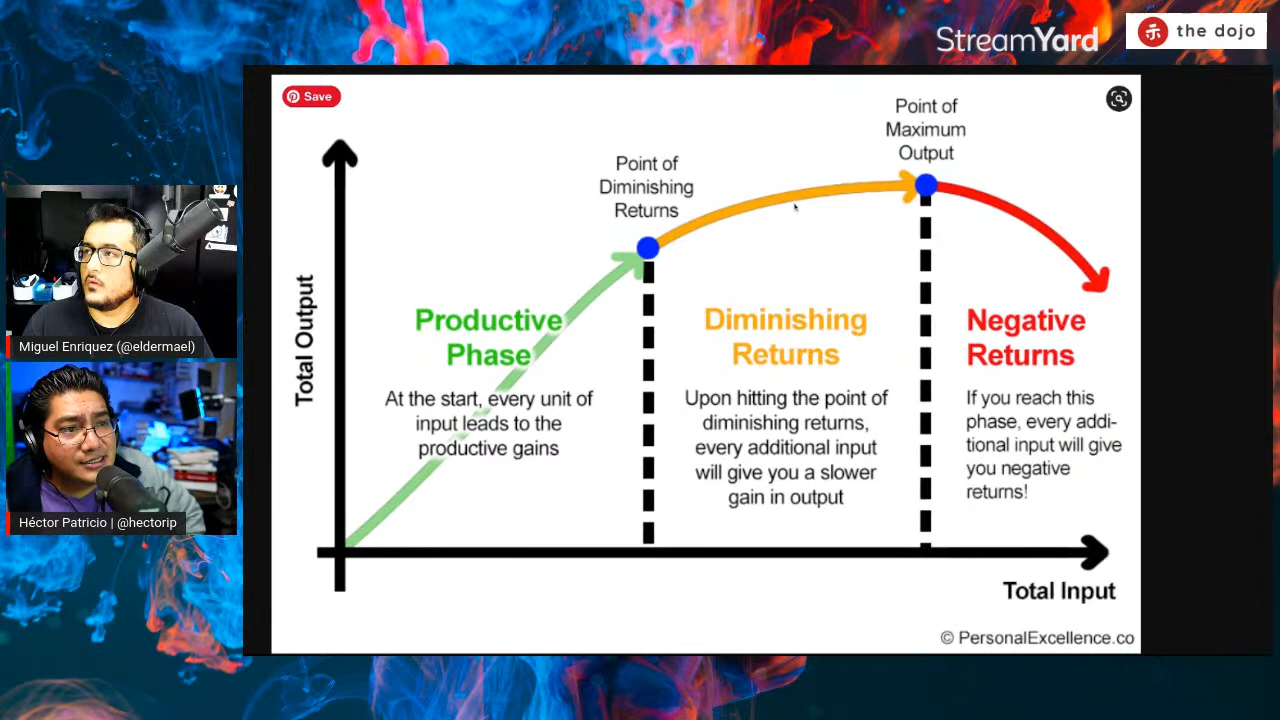 StreamYard
the dojo
Save
Point of
Maximum
Output
Point of
Diminishing
Returns
Total Output
Productive
Phase
At the start, every unit of
input leads to the
productive gains
Diminishing
Returns
Upon hitting the point of
diminishing returns,
every additional input
will give you a slower
gain in output
Negative
Returns
If you reach this
phase, every addi-
tional input will give
you negative
returns!
Total Input
© PersonalExcellence.co
Miguel Enriquez (@eldermael)
Héctor Patricio | @hectorip